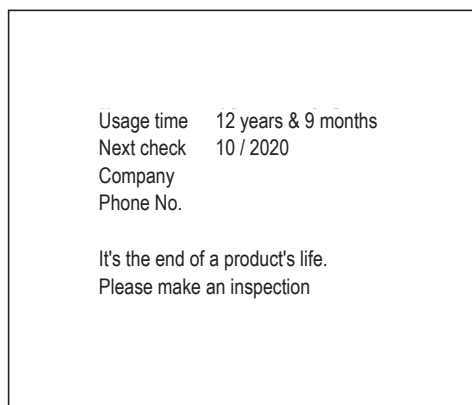 Usage time 12 years & 9 months
Next check 10 / 2020
Company
Phone No.
It's the end of a product's life.
Please make an inspection